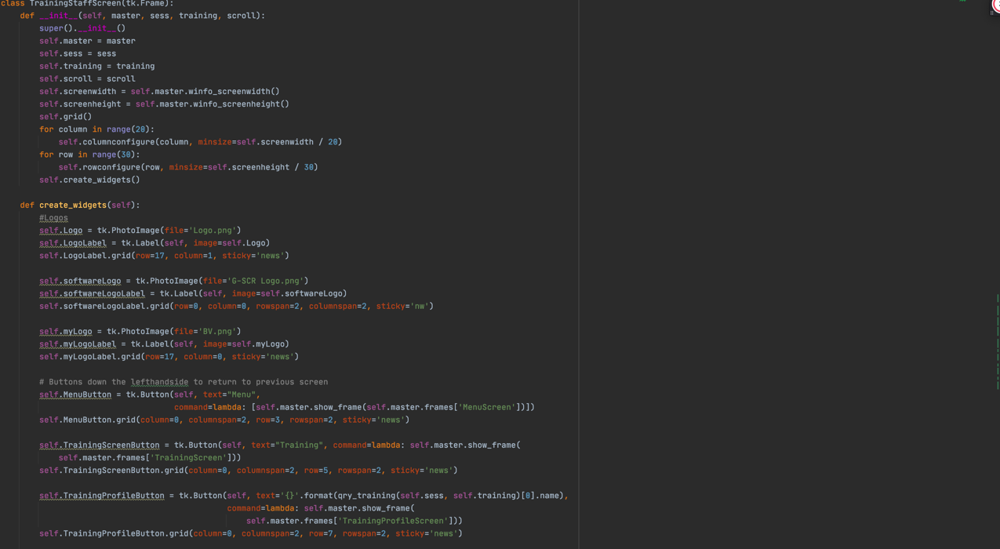 class TrainingStaffScreen(tk.Frame):
    def __init__(self, master, sess, training, scroll):
        super().__init__()
        self.master = master
        self.sess = sess
        self.training = training
        self.scroll = scroll
        self.screenwidth = self.master.winfo_screenwidth()
        self.screenheight = self.master.winfo_screenheight()
        self.grid()
        for column in range(20):
            self.columnconfigure(column, minsize=self.screenwidth / 20)
        for row in range(30):
            self.rowconfigure(row, minsize=self.screenheight / 30)
        self.create_widgets()

    def create_widgets(self):
        #Logos
        self.Logo = tk.PhotoImage(file='Logo.png')
        self.LogoLabel = tk.Label(self, image=self.Logo)
        self.LogoLabel.grid(row=17, column=1, sticky='news')

        self.softwareLogo = tk.PhotoImage(file='G-SCR Logo.png')
        self.softwareLogoLabel = tk.Label(self, image=self.softwareLogo)
        self.softwareLogoLabel.grid(row=0, column=0, rowspan=2, columnspan=2, sticky='nw')

        self.myLogo = tk.PhotoImage(file='BV.png')
        self.myLogoLabel = tk.Label(self, image=self.myLogo)
        self.myLogoLabel.grid(row=17, column=0, sticky='news')

        # Buttons down the lefthandside to return to previous screen
        self.MenuButton = tk.Button(self, text="Menu",
                                    command=lambda: [self.master.show_frame(self.master.frames['MenuScreen'])])
        self.MenuButton.grid(column=0, columnspan=2, row=3, rowspan=2, sticky='news')

        self.TrainingScreenButton = tk.Button(self, text="Training", command=lambda: self.master.show_frame(
            self.master.frames['TrainingScreen']))
        self.TrainingScreenButton.grid(column=0, columnspan=2, row=5, rowspan=2, sticky='news')

        self.TrainingProfileButton = tk.Button(self, text='{}'.format(qry_training(self.sess, self.training)[0].name),
                                               command=lambda: self.master.show_frame(
                                                   self.master.frames['TrainingProfileScreen']))
        self.TrainingProfileButton.grid(column=0, columnspan=2, row=7, rowspan=2, sticky='news')